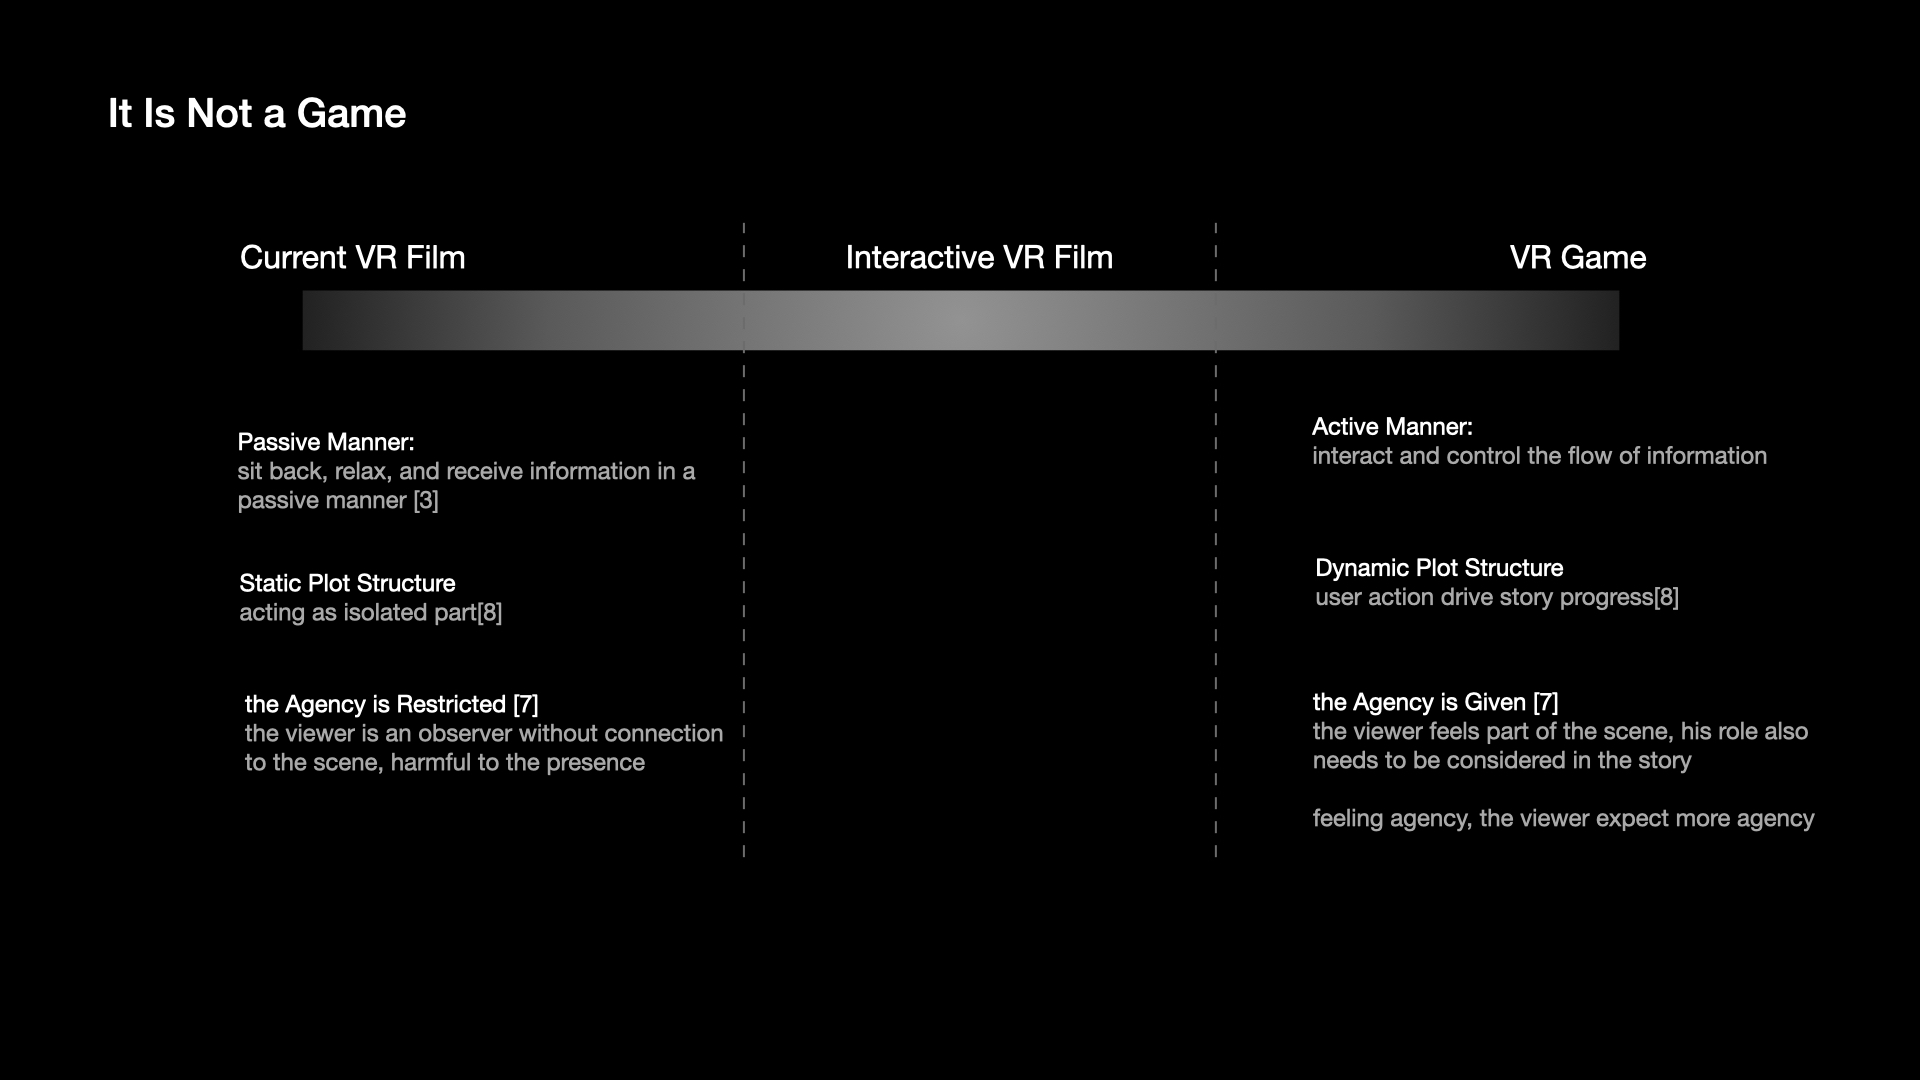 It Is Not a Game
Current VR Film
Interactive VR Film
VR Game
Passive Manner:
sit back, relax, and receive information in a
passive manner [3]
Static Plot Structure
acting as isolated part[8]
the Agency is Restricted [7]
the viewer is an observer without connection
to the scene, harmful to the presence
Active Manner:
interact and control the flow of information
Dynamic Plot Structure
user action drive story progress[8]
the Agency is Given [7]
the viewer feels part of the scene, his role also
needs to be considered in the story
feeling agency, the viewer expect more agency